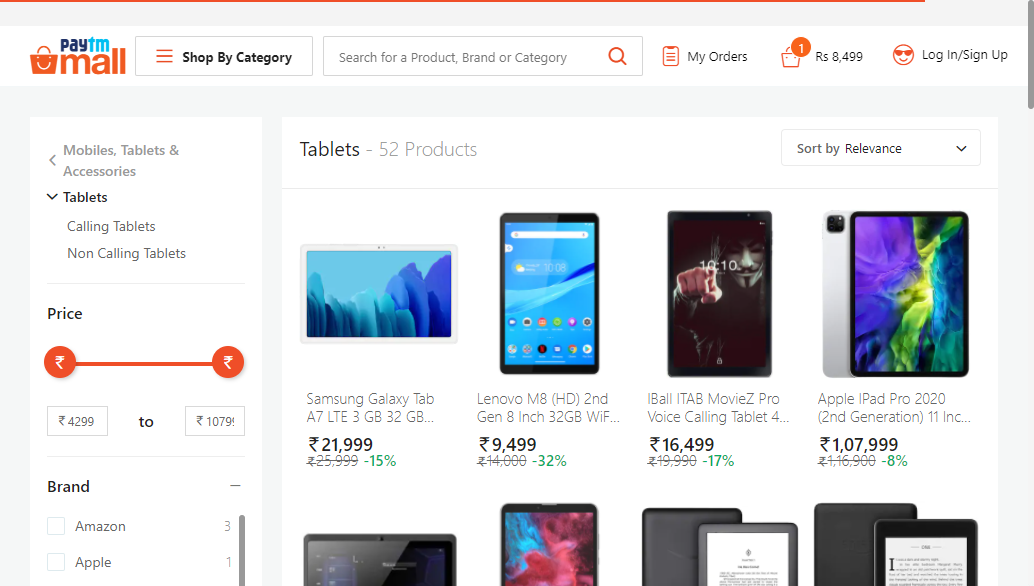 paytm
mall
Shop By Category
Search for a Product, Brand or Category
My Orders
1
Rs 8,499
Log In/Sign Up
Mobiles, Tablets &
Accessories
Tablets
Calling Tablets
Non Calling Tablets
Price
₹
₹
₹ 4299
to
₹ 10799
Brand
Amazon 3
Apple 1
Tablets - 52 Products
Sort by Relevance
10:08
10:10
Samsung Galaxy Tab
A7 LTE 3 GB 32 GB...
₹21,999
₹25,999 -15%
Lenovo M8 (HD) 2nd
Gen 8 Inch 32GB WiF...
₹9,499
₹14,000 -32%
IBall ITAB MovieZ Pro
Voice Calling Tablet 4...
₹16,499
₹19,990 -17%
Apple IPad Pro 2020
(2nd Generation) 11 Inc...
₹1,07,999
₹1,16,900 -8%